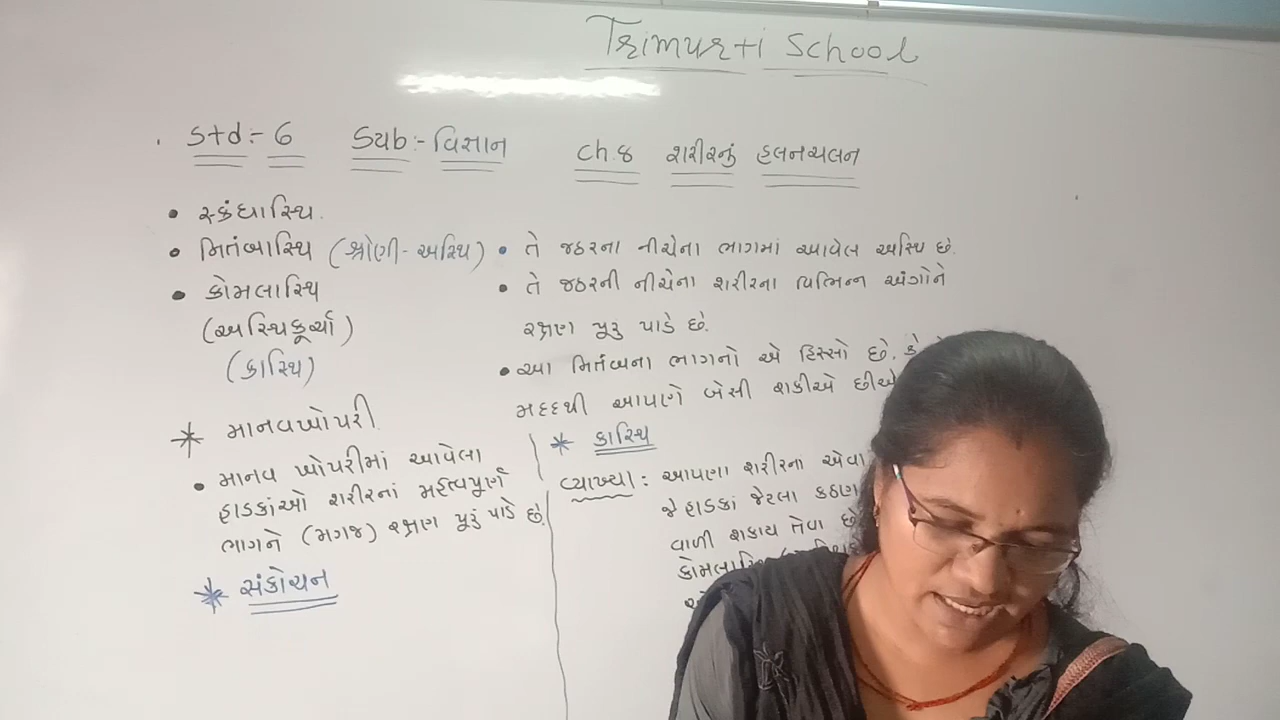 Trimurti School
Std:- 6 Sub:- વિજ્ઞાન Ch.8 શરીરનું હલનચલન
• સ્કંધાસ્થિ.
• નિતંબાસ્થિ (શ્રોણી-અસ્થિ)
• કોમલાસ્થિ
(અસ્થિકૂર્ચા)
(કાસ્થિ)
* માનવખોપરી.
• માનવ ખોપરીમાં આવેલા
હાડકાંઓ શરીરનાં મહત્વપૂર્ણ
ભાગને (મગજ) રક્ષણ પૂરું પાડે છે.
* સંકોચન
• તે જઠરના નીચેના ભાગમાં આવેલ અસ્થિ છે.
• તે જઠરની નીચેના શરીરના વિભિન્ન અંગોને
રક્ષણ પૂરું પાડે છે.
• આ નિતંબના ભાગનો એ હિસ્સો છે.
મદદથી આપણે બેસી શકીએ છીએ
* કાસ્થિ
વ્યાખ્યા: આપણા શરીરના એવા
જે હાડકાં જેટલા કઠણ
વાળી શકાય તેવા છે